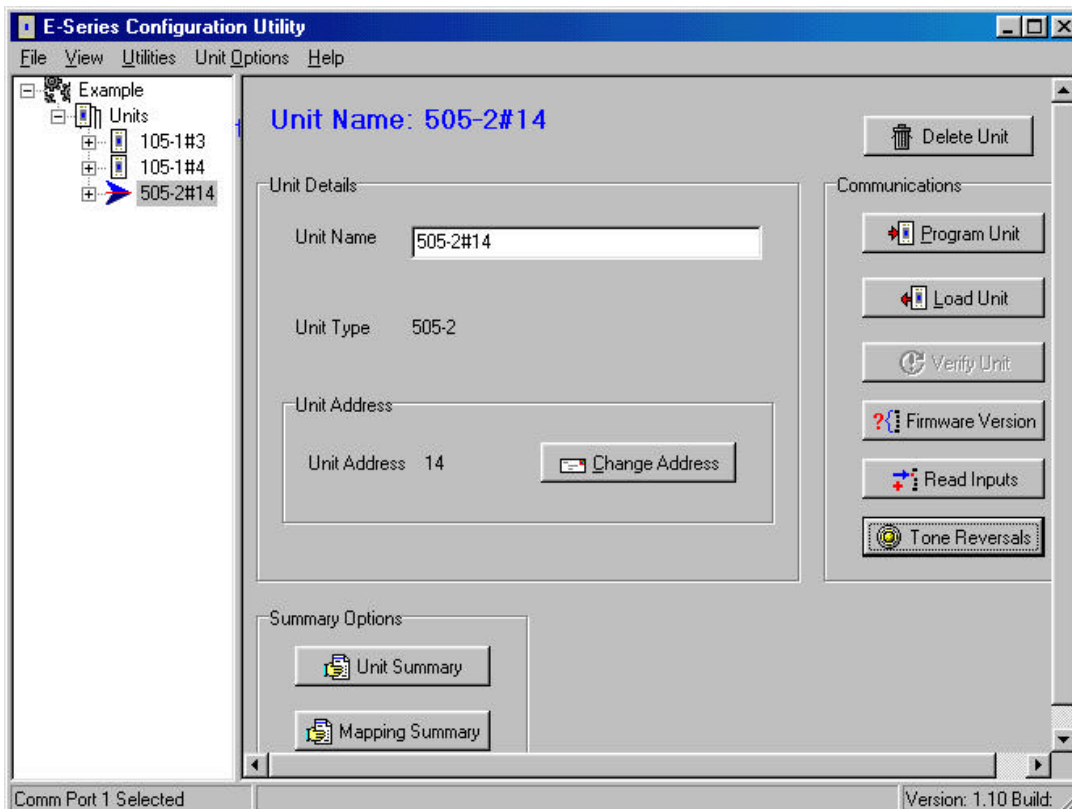 E-Series Configuration Utility
File View Utilities Unit Options Help
Example
Units
105-1#3
105-1#4
505-2#14
Unit Name: 505-2#14
Delete Unit
Unit Details
Unit Name 505-2#14
Unit Type 505-2
Unit Address
Unit Address 14
Change Address
Communications
Program Unit
Load Unit
Verify Unit
Firmware Version
Read Inputs
Tone Reversals
Summary Options
Unit Summary
Mapping Summary
Comm Port 1 Selected
Version: 1.10 Build: